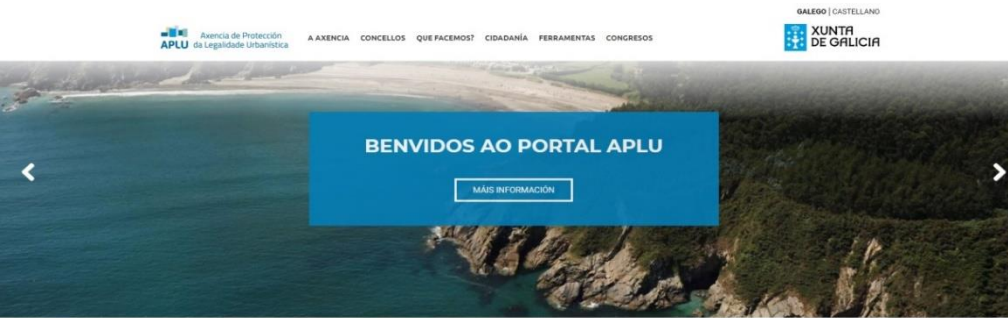 GALEGO | CASTELLANO
APLU
Axencia de Protección
da Legalidade Urbanística
A AXENCIA CONCELLOS QUE FACEMOS? CIDADANÍA FERRAMENTAS CONGRESOS
XUNTA
DE GALICIA
BENVIDOS AO PORTAL APLU
MÁIS INFORMACIÓN